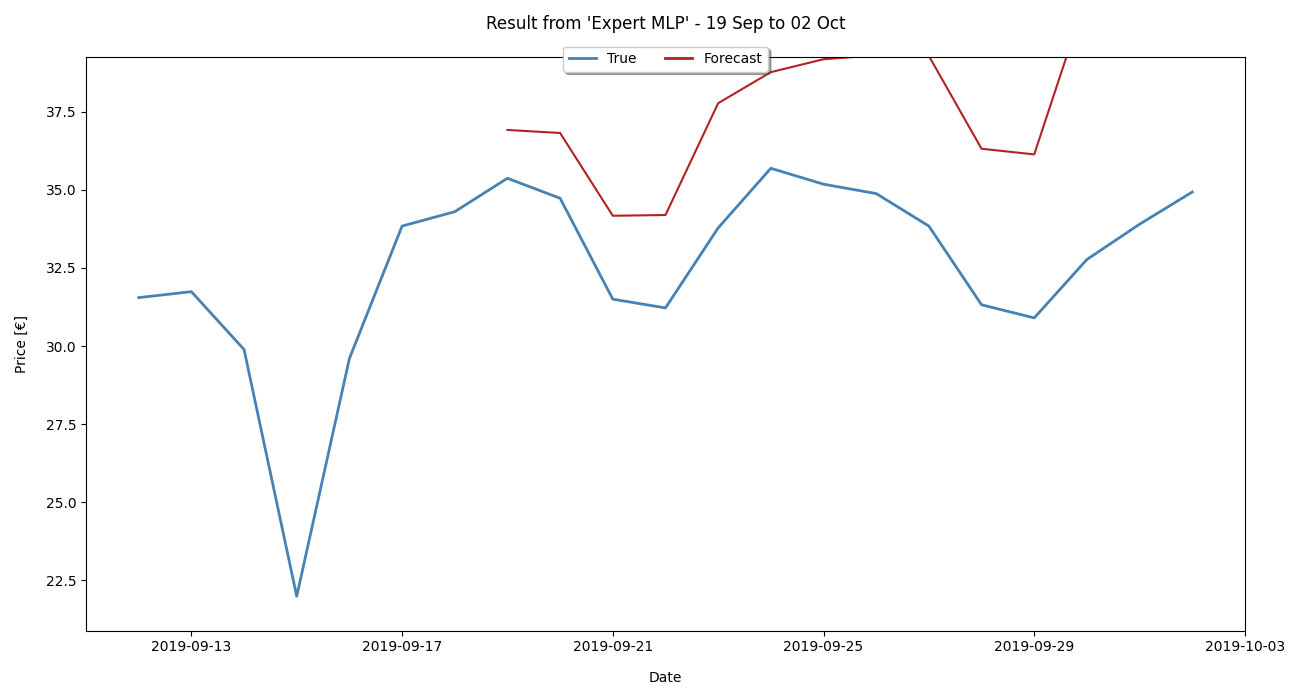 Result from 'Expert MLP' - 19 Sep to 02 Oct
True
Forecast
37.5
35.0
32.5
30.0
27.5
25.0
22.5
Price [€]
2019-09-13
2019-09-17
2019-09-21
2019-09-25
2019-09-29
2019-10-03
Date